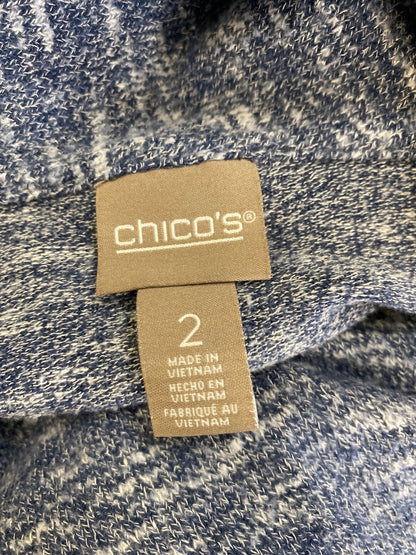 chico's®
2
MADE IN
VIETNAM
HECHO EN
VIETNAM
FABRIQUÉ AU
VIETNAM